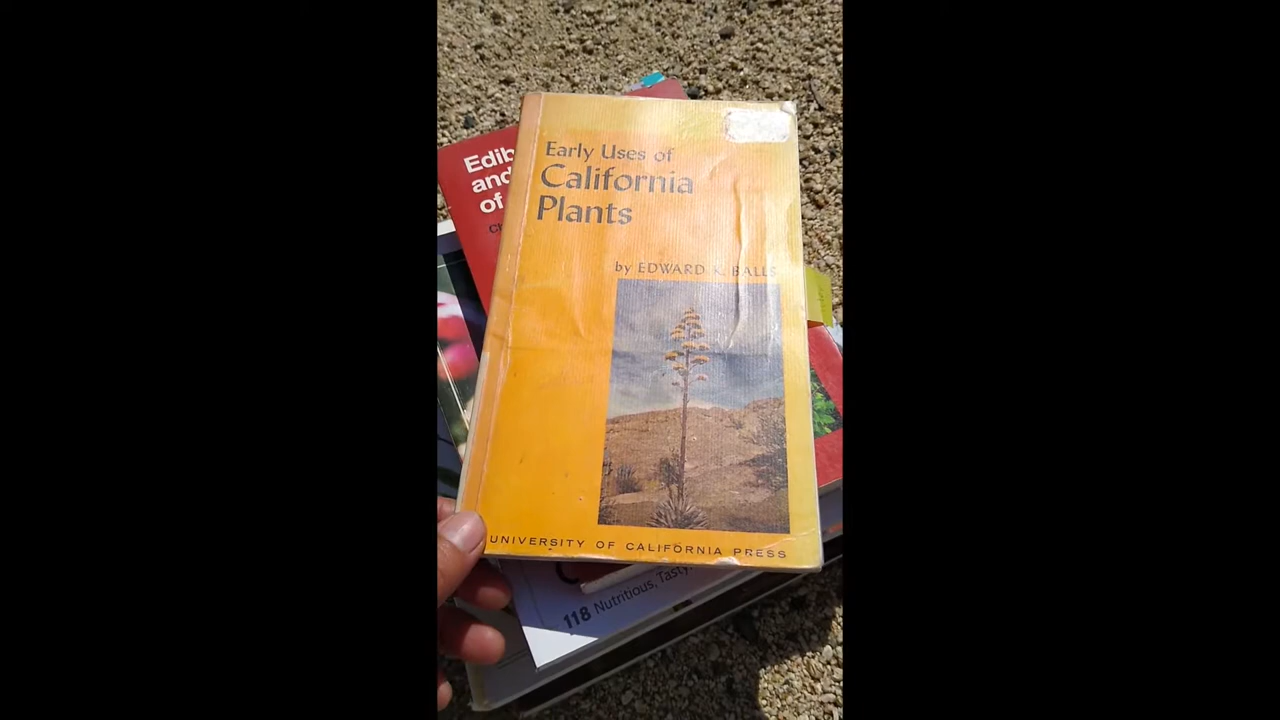 Early Uses of
California
Plants
by EDWARD K. BALLS
UNIVERSITY OF CALIFORNIA PRESS
Edib
and
of
118 Nutritious, Tasty